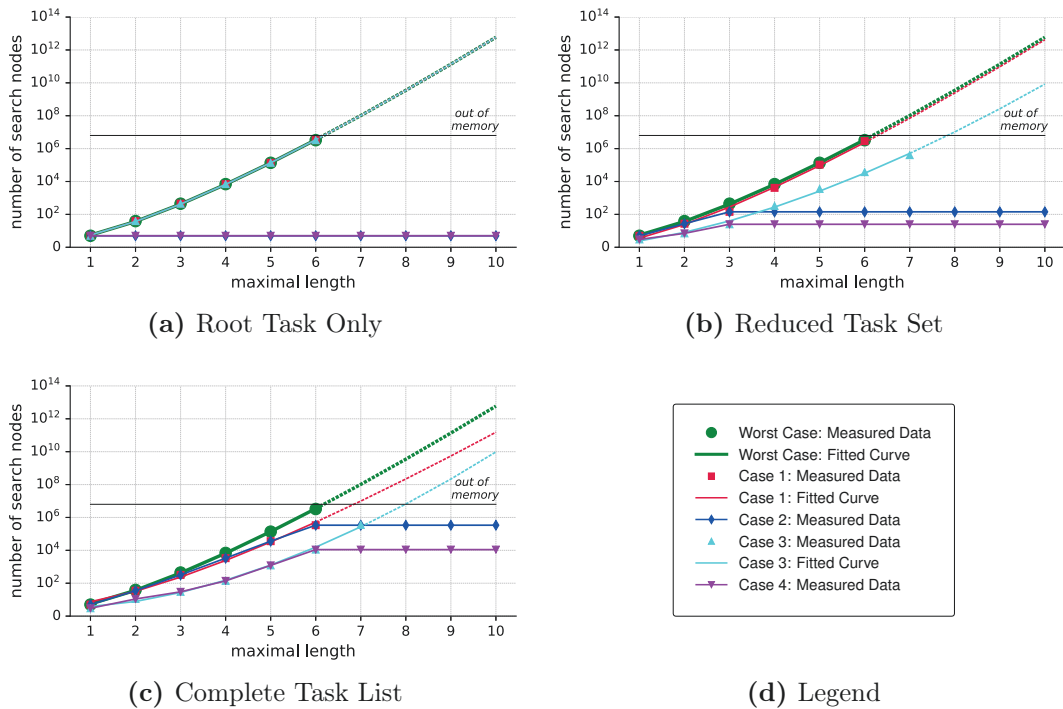 number of search nodes
10^14
10^12
10^10
10^8
10^6
10^4
10^2
0
out of
memory
1 2 3 4 5 6 7 8 9 10
maximal length
(a) Root Task Only
number of search nodes
10^14
10^12
10^10
10^8
10^6
10^4
10^2
0
out of
memory
1 2 3 4 5 6 7 8 9 10
maximal length
(b) Reduced Task Set
number of search nodes
10^14
10^12
10^10
10^8
10^6
10^4
10^2
0
out of
memory
1 2 3 4 5 6 7 8 9 10
maximal length
(c) Complete Task List
Worst Case: Measured Data
Worst Case: Fitted Curve
Case 1: Measured Data
Case 1: Fitted Curve
Case 2: Measured Data
Case 3: Measured Data
Case 3: Fitted Curve
Case 4: Measured Data
(d) Legend